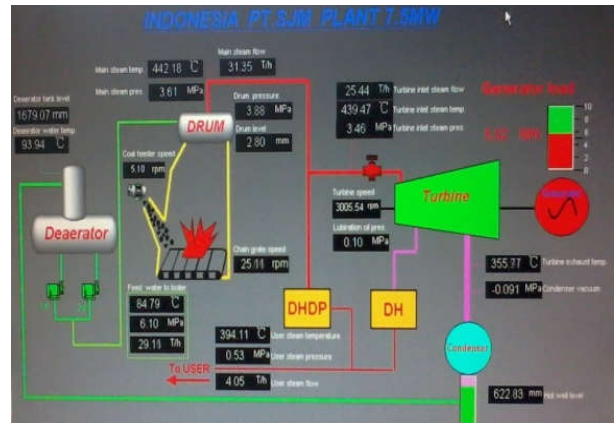 INDONESIA PT.SJM PLANT 7.5MW
Main steam flow
31.35 T/h
Main steam temp. 442.18 ℃
Main steam pres. 3.61 MPa
Deaerator tank level
1679.07 mm
Deaerator water temp
93.94 ℃
Drum pressure
3.88 MPa
Drum level
2.80 mm
DRUM
25.44 T/h Turbine inlet steam flow
439.47 ℃ Turbine inlet steam temp.
3.46 MPa Turbine inlet steam pres.
Generator load
MW
10
8
6
4
2
0
Coal feeder speed
5.10 rpm
Turbine speed
3005.54 rpm
Turbine
Lubrication oil pres.
0.10 MPa
Deaerator
Chain grate speed
rpm
355.77 ℃ Turbine exhaust temp.
-0.091 MPa Condenser vacuum
Feed water to boiler
84.79 ℃
6.10 MPa
T/h
DHDP
DH
Condenser
394.11 ℃ User steam temperature
0.53 MPa User steam pressure
To USER
4.05 T/h User steam flow
622.83 mm Hot well level